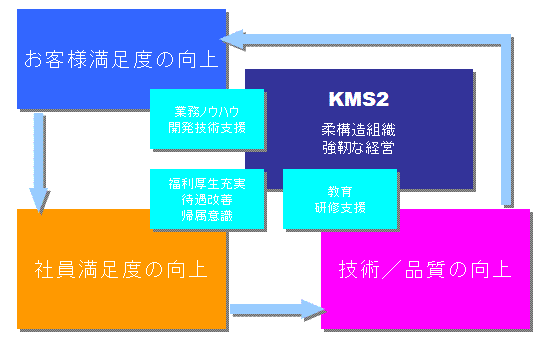 お客様満足度の向上
KMS2
柔構造組織
強靭な経営
業務ノウハウ
開発技術支援
福利厚生充実
待遇改善
帰属意識
教育
研修支援
社員満足度の向上
技術／品質の向上